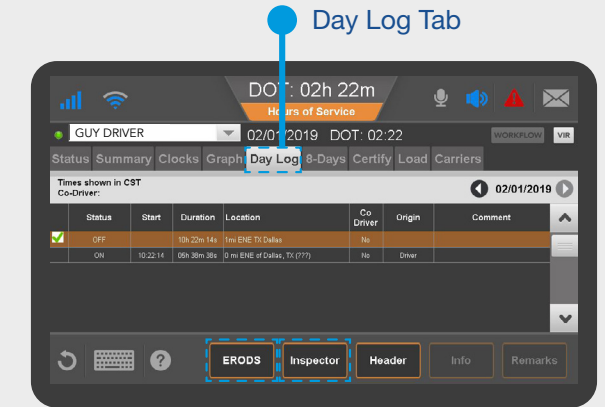 Day Log Tab
DOT: 02h 22m
Hours of Service
GUY DRIVER
02/01/2019 DOT: 02:22
WORKFLOW
VIR
Status Summary Clocks Graph Day Log 8-Days Certify Load Carriers
Times shown in CST
Co-Driver:
02/01/2019
Status Start Duration Location Co Driver Origin Comment
OFF 10h 22m 14s 1mi ENE TX Dallas No
ON 10:22:14 05h 36m 36s 0 mi ENE of Dallas, TX (???) No Driver
?
ERODS Inspector Header Info Remarks